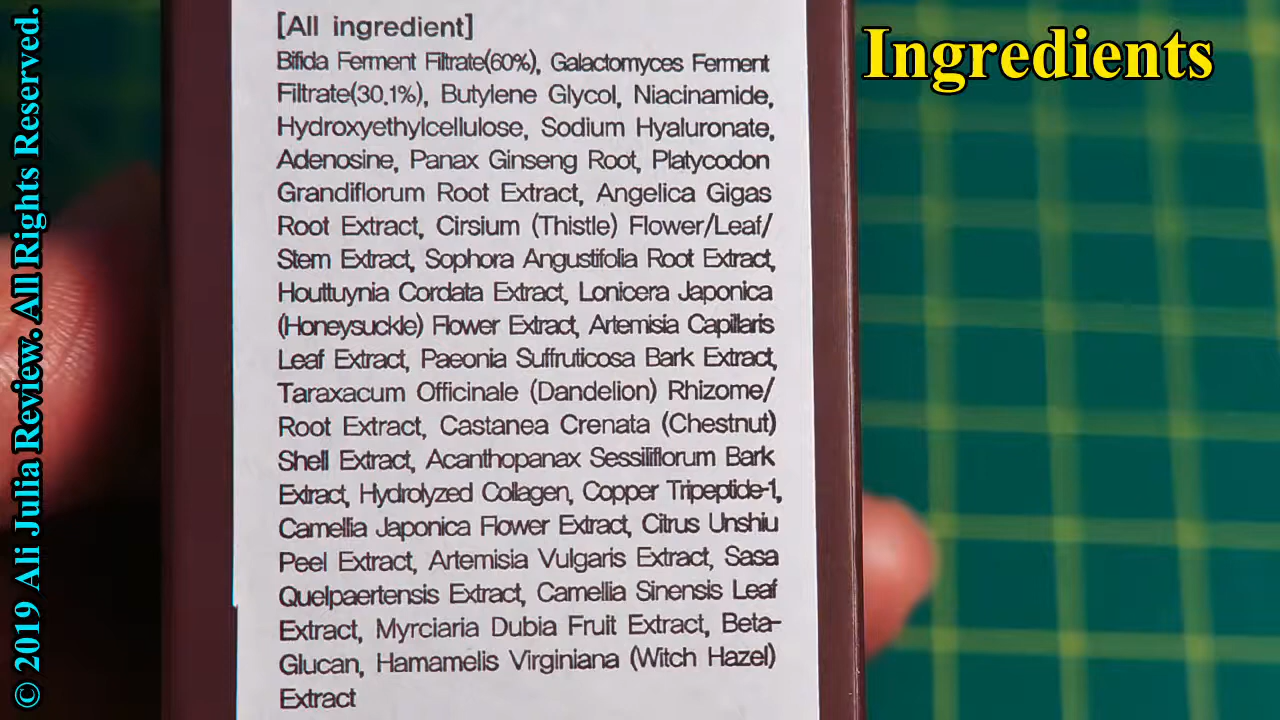 [All ingredient]
Bifida Ferment Filtrate(60%), Galactomyces Ferment
Filtrate(30.1%), Butylene Glycol, Niacinamide,
Hydroxyethylcellulose, Sodium Hyaluronate,
Adenosine, Panax Ginseng Root, Platycodon
Grandiflorum Root Extract, Angelica Gigas
Root Extract, Cirsium (Thistle) Flower/Leaf/
Stem Extract, Sophora Angustifolia Root Extract,
Houttuynia Cordata Extract, Lonicera Japonica
(Honeysuckle) Flower Extract, Artemisia Capillaris
Leaf Extract, Paeonia Suffruticosa Bark Extract,
Taraxacum Officinale (Dandelion) Rhizome/
Root Extract, Castanea Crenata (Chestnut)
Shell Extract, Acanthopanax Sessiliflorum Bark
Extract, Hydrolyzed Collagen, Copper Tripeptide-1,
Camellia Japonica Flower Extract, Citrus Unshiu
Peel Extract, Artemisia Vulgaris Extract, Sasa
Quelpaertensis Extract, Camellia Sinensis Leaf
Extract, Myrciaria Dubia Fruit Extract, Beta-
Glucan, Hamamelis Virginiana (Witch Hazel)
Extract
Ingredients
© 2019 Ali Julia Review. All Rights Reserved.